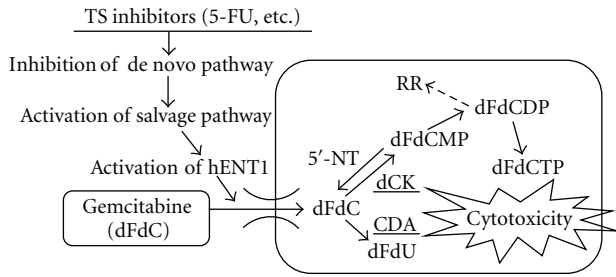 TS inhibitors (5-FU, etc.)
Inhibition of de novo pathway
Activation of salvage pathway
Activation of hENT1
Gemcitabine
(dFdC)
RR
dFdCDP
dFdCMP
5′-NT
dFdCTP
dCK
dFdC
CDA
dFdU
Cytotoxicity